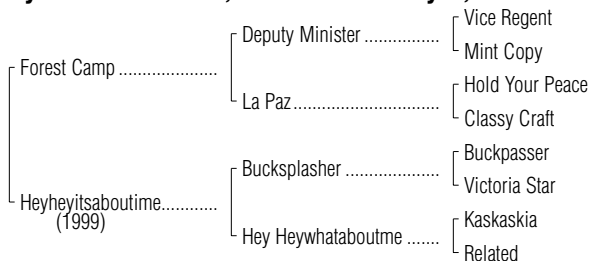 Vice Regent
Deputy Minister ..................
Mint Copy
Forest Camp .......................
Hold Your Peace
La Paz ...................................
Classy Craft
Buckpasser
Bucksplasher ......................
Victoria Star
Heyheyitsaboutime.............
(1999)
Kaskaskia
Hey Heywhataboutme .......
Related